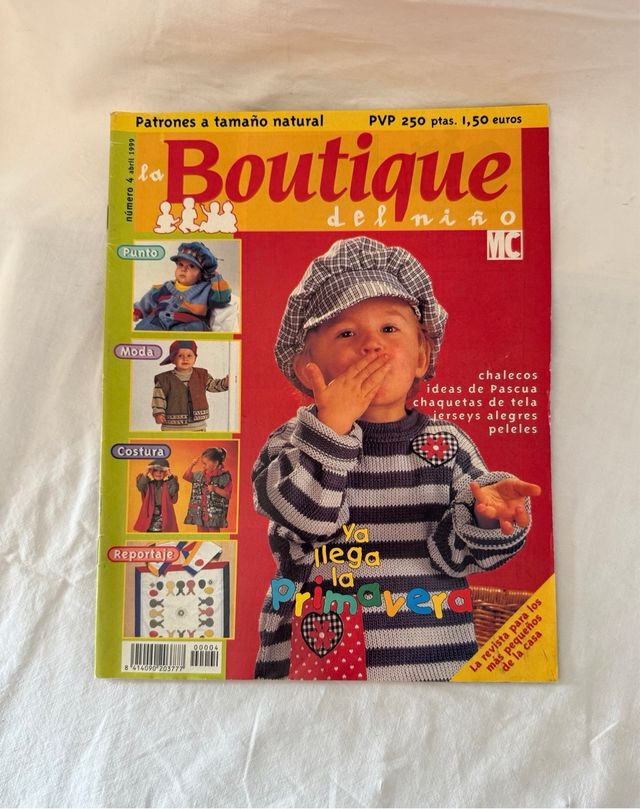 Patrones a tamaño natural PVP 250 ptas. 1,50 euros
número 4 abril 1999
la Boutique
del niño
MC
Punto
Moda
Costura
Reportaje
chalecos
ideas de Pascua
chaquetas de tela
jerseys alegres
peleles
ya
llega
la
primavera
La revista para los
más pequeños
de la casa
00004
8 414090 203777